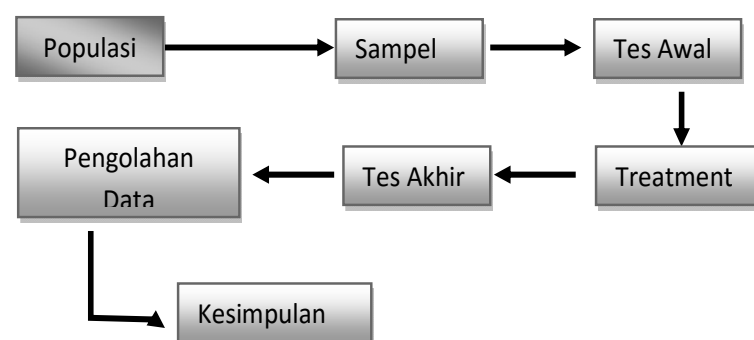 Populasi
Sampel
Tes Awal
Treatment
Tes Akhir
Pengolahan
Data
Kesimpulan